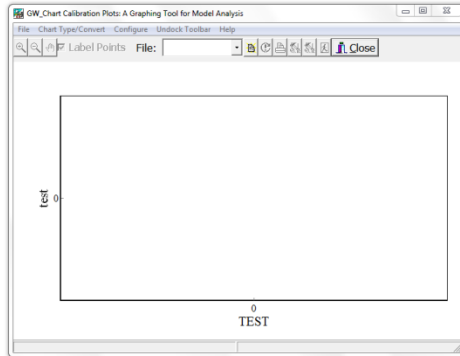 GW_Chart Calibration Plots: A Graphing Tool for Model Analysis
File Chart Type/Convert Configure Undock Toolbar Help
Label Points File: Close
test
0
0
TEST